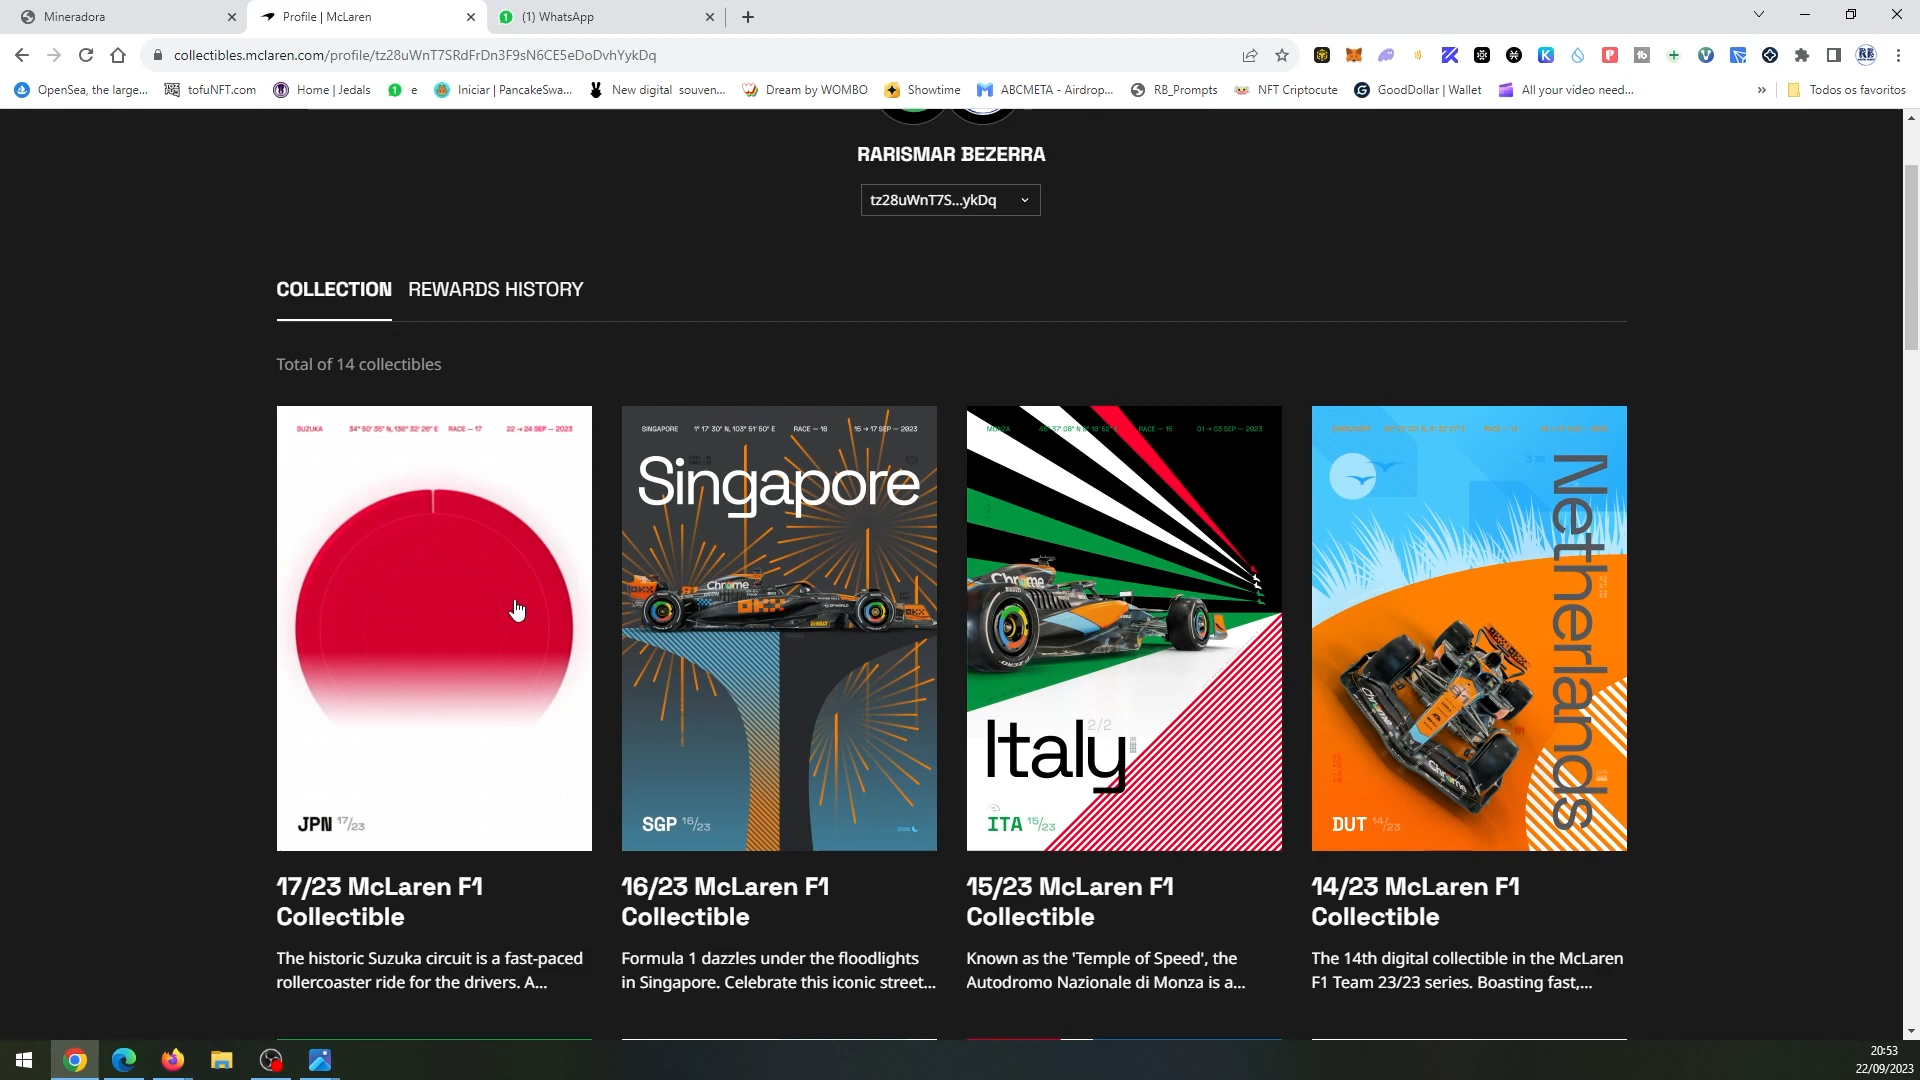 Mineradora
Profile | McLaren
(1) WhatsApp
collectibles.mclaren.com/profile/tz28uWnT7SRdFrDn3F9sN6CE5eDoDvhYykDq
OpenSea, the large...
tofuNFT.com
Home | Jedals
e
Iniciar | PancakeSwa...
New digital souven...
Dream by WOMBO
Showtime
ABCMETA - Airdrop...
RB_Prompts
NFT Criptocute
GoodDollar | Wallet
All your video need...
»
Todos os favoritos
RARISMAR BEZERRA
tz28uWnT7S...ykDq
COLLECTION REWARDS HISTORY
Total of 14 collectibles
SUZUKA 34° 50' 35" N, 136° 32' 26" E RACE — 17 22 → 24 SEP — 2023
JPN 17/23
SINGAPORE 1° 17' 30" N, 103° 51' 50" E RACE — 16 15 → 17 SEP — 2023
Singapore
Chrome
OKX
SGP 16/23
MONZA RACE — 15 01 → 03 SEP — 2023
Chrome
Italy
2/2
ITA 15/23
Netherlands
Chrome
Chrome
DUT 14/23
17/23 McLaren F1
Collectible
The historic Suzuka circuit is a fast-paced
rollercoaster ride for the drivers. A...
16/23 McLaren F1
Collectible
Formula 1 dazzles under the floodlights
in Singapore. Celebrate this iconic street...
15/23 McLaren F1
Collectible
Known as the 'Temple of Speed', the
Autodromo Nazionale di Monza is a...
14/23 McLaren F1
Collectible
The 14th digital collectible in the McLaren
F1 Team 23/23 series. Boasting fast,...
20:53
22/09/2023